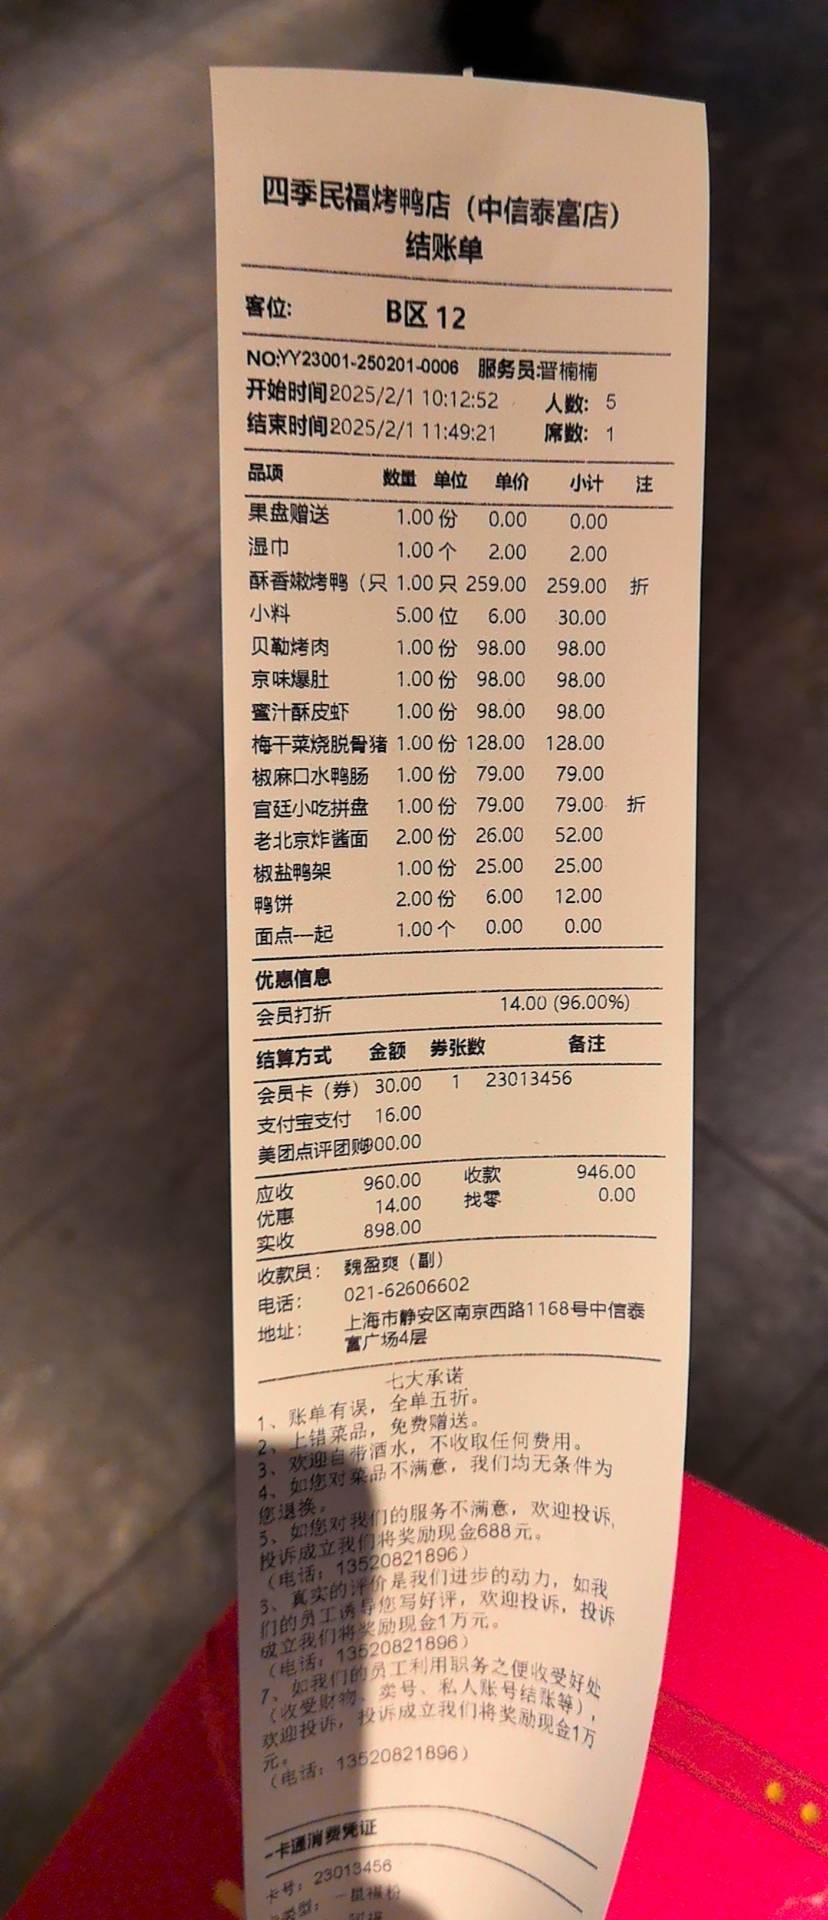 四季民福烤鸭店（中信泰富店）
结账单
客位: B区 12
NO:YY23001-250201-0006 服务员:晋楠楠
开始时间2025/2/1 10:12:52 人数: 5
结束时间2025/2/1 11:49:21 席数: 1
品项 数量 单位 单价 小计 注
果盘赠送 1.00 份 0.00 0.00
湿巾 1.00 个 2.00 2.00
酥香嫩烤鸭（只 1.00 只 259.00 259.00 折
小料 5.00 位 6.00 30.00
贝勒烤肉 1.00 份 98.00 98.00
京味爆肚 1.00 份 98.00 98.00
蜜汁酥皮虾 1.00 份 98.00 98.00
梅干菜烧脱骨猪 1.00 份 128.00 128.00
椒麻口水鸭肠 1.00 份 79.00 79.00
宫廷小吃拼盘 1.00 份 79.00 79.00 折
老北京炸酱面 2.00 份 26.00 52.00
椒盐鸭架 1.00 份 25.00 25.00
鸭饼 2.00 份 6.00 12.00
面点---起 1.00 个 0.00 0.00
优惠信息
会员打折 14.00 (96.00%)
结算方式 金额 券张数 备注
会员卡（券） 30.00 1 23013456
支付宝支付 16.00
美团点评团购900.00
应收 960.00 收款 946.00
优惠 14.00 找零 0.00
实收 898.00
收款员: 魏盈爽（副）
电话: 021-62606602
地址: 上海市静安区南京西路1168号中信泰
富广场4层
七大承诺
1、账单有误，全单五折。
2、上错菜品，免费赠送。
3、欢迎自带酒水，不收取任何费用。
4、如您对菜品不满意，我们均无条件为
您退换。
5、如您对我们的服务不满意，欢迎投诉，
投诉成立我们将奖励现金688元。
（电话：13520821896）
、真实的评价是我们进步的动力，如我
们的员工诱导您写好评，欢迎投诉，投诉
成立我们将奖励现金1万元。
（电话：13520821896）
7、如我们的员工利用职务之便收受好处
（收受财物、卖号、私人账号结账等），
欢迎投诉，投诉成立我们将奖励现金1万
元。
（电话：13520821896）
一卡通消费凭证
卡号: 23013456
卡类型: 一星福粉